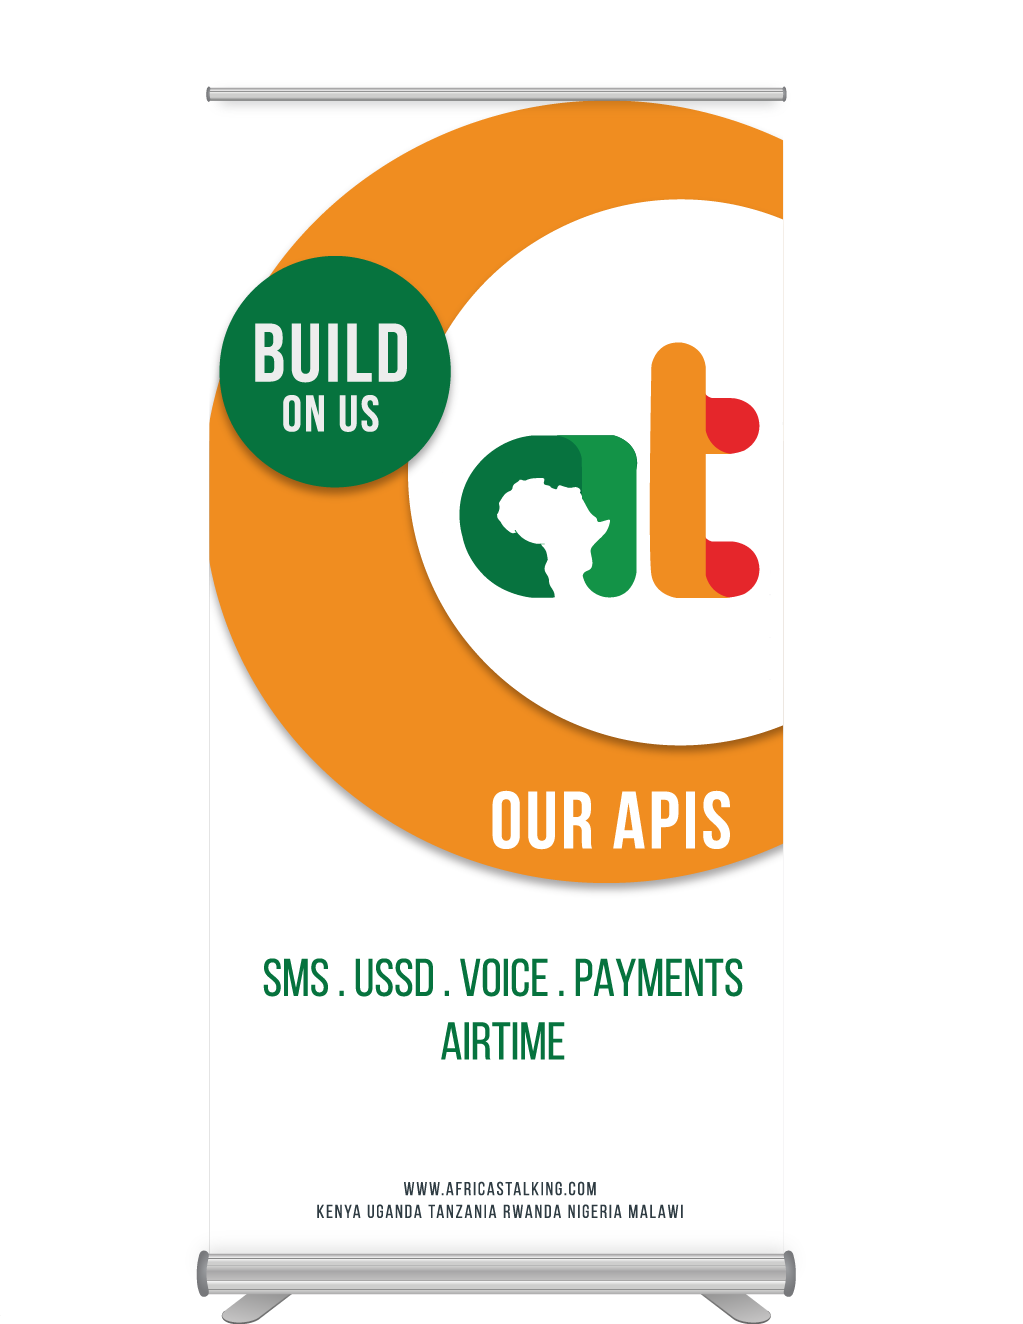 BUILD
ON US
at
OUR APIS
SMS . USSD . VOICE . PAYMENTS
AIRTIME
WWW.AFRICASTALKING.COM
KENYA UGANDA TANZANIA RWANDA NIGERIA MALAWI